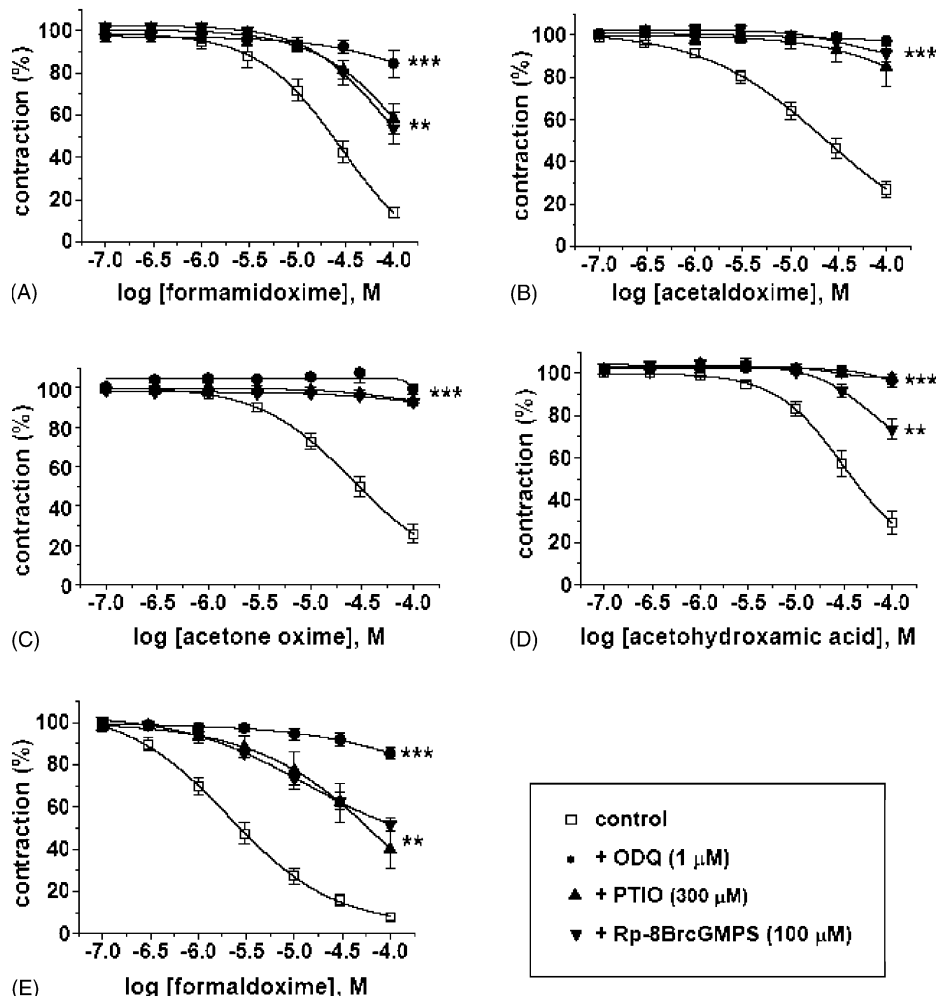 contraction (%)
100
80
60
40
20
0
***
**
-7.0 -6.5 -6.0 -5.5 -5.0 -4.5 -4.0
(A)
log [formamidoxime], M
contraction (%)
100
80
60
40
20
0
***
-7.0 -6.5 -6.0 -5.5 -5.0 -4.5 -4.0
(B)
log [acetaldoxime], M
contraction (%)
100
80
60
40
20
0
***
-7.0 -6.5 -6.0 -5.5 -5.0 -4.5 -4.0
(C)
log [acetone oxime], M
contraction (%)
100
80
60
40
20
0
***
**
-7.0 -6.5 -6.0 -5.5 -5.0 -4.5 -4.0
(D)
log [acetohydroxamic acid], M
contraction (%)
100
80
60
40
20
0
***
**
-7.0 -6.5 -6.0 -5.5 -5.0 -4.5 -4.0
(E)
log [formaldoxime], M
control
+ ODQ (1 µM)
+ PTIO (300 µM)
+ Rp-8BrcGMPS (100 µM)